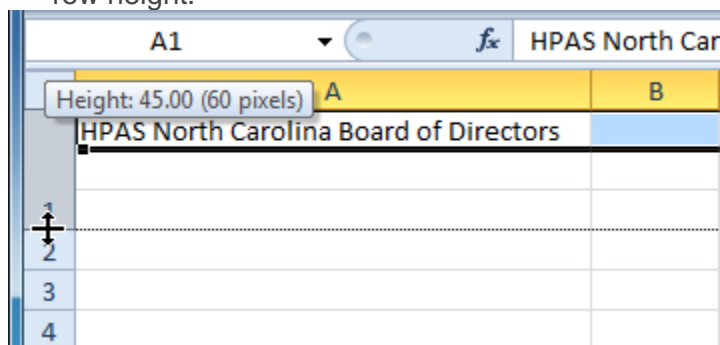 row height.
A1 fx HPAS North Car
Height: 45.00 (60 pixels) A B
HPAS North Carolina Board of Directors
1
2
3
4